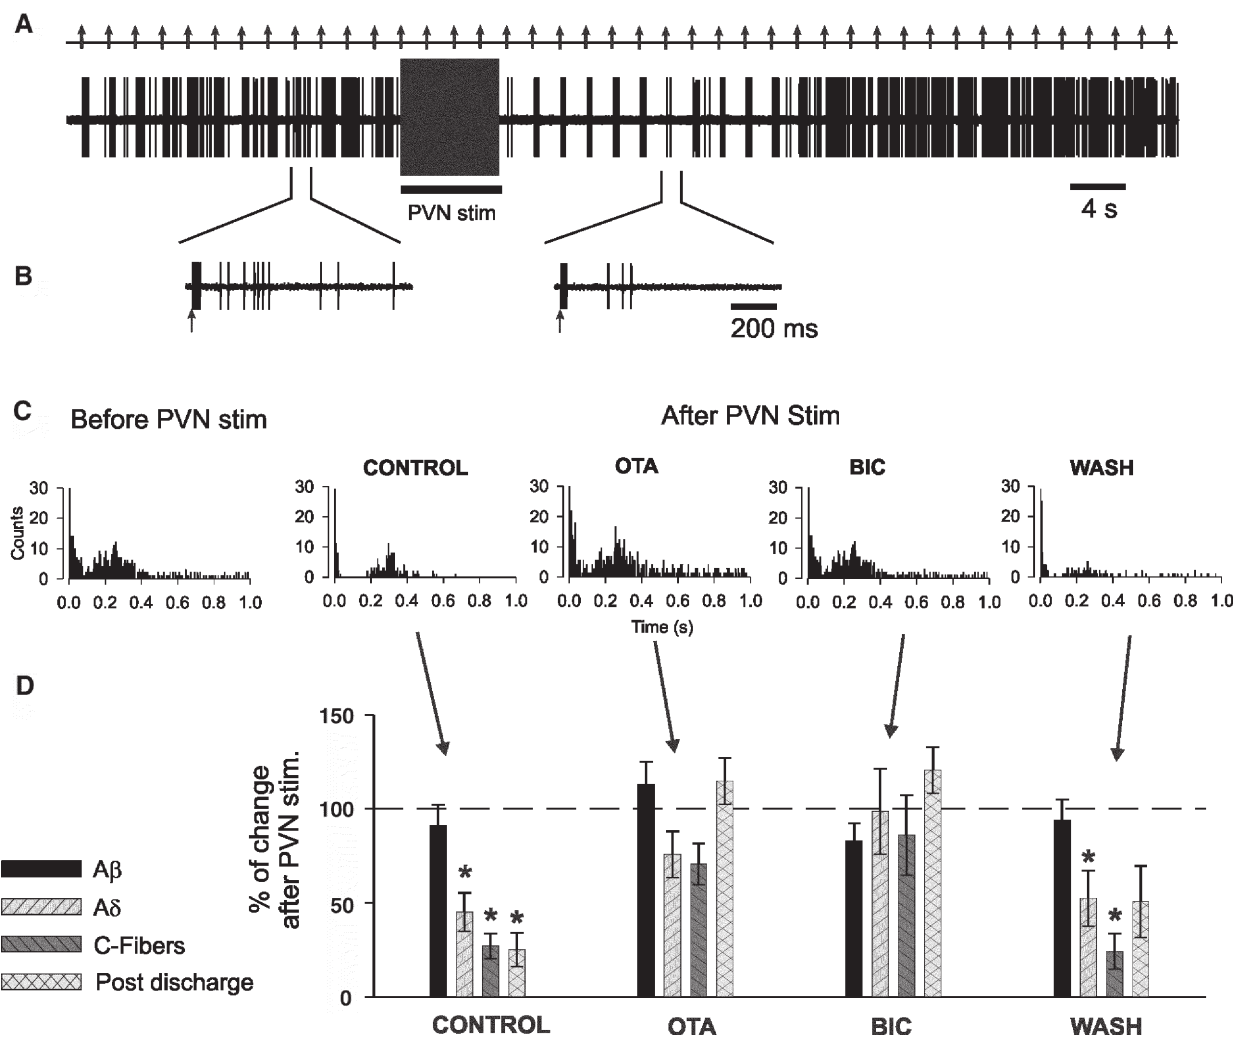 A
PVN stim
4 s
B
200 ms
C
Before PVN stim
After PVN Stim
CONTROL
OTA
BIC
WASH
Counts
30
20
10
0
0.0 0.2 0.4 0.6 0.8 1.0
30
20
10
0
0.0 0.2 0.4 0.6 0.8 1.0
30
20
10
0
0.0 0.2 0.4 0.6 0.8 1.0
30
20
10
0
0.0 0.2 0.4 0.6 0.8 1.0
30
20
10
0
0.0 0.2 0.4 0.6 0.8 1.0
Time (s)
D
% of change
after PVN stim.
150
100
50
0
* * *
* *
Aβ
Aδ
C-Fibers
Post discharge
CONTROL
OTA
BIC
WASH